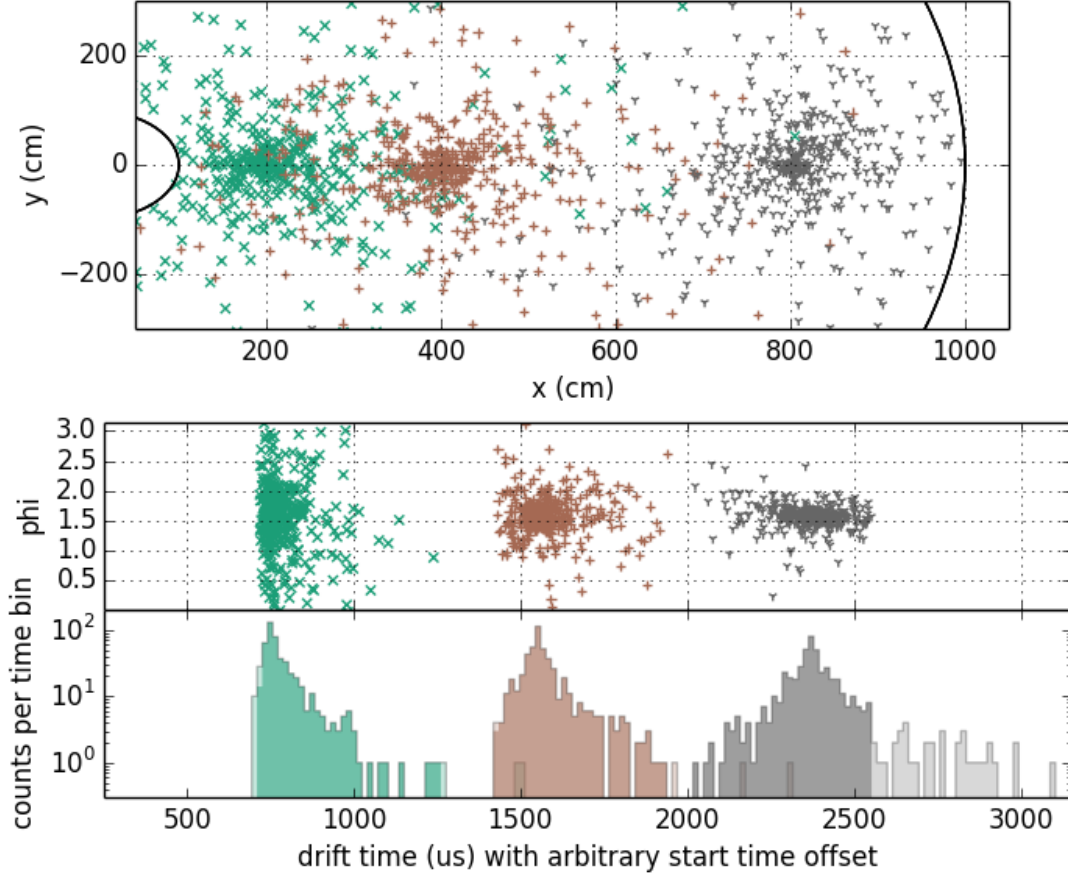 200
0
−200
y (cm)
200 400 600 800 1000
x (cm)
3.0
2.5
2.0
1.5
1.0
0.5
phi
10²
10¹
10⁰
counts per time bin
500 1000 1500 2000 2500 3000
drift time (us) with arbitrary start time offset